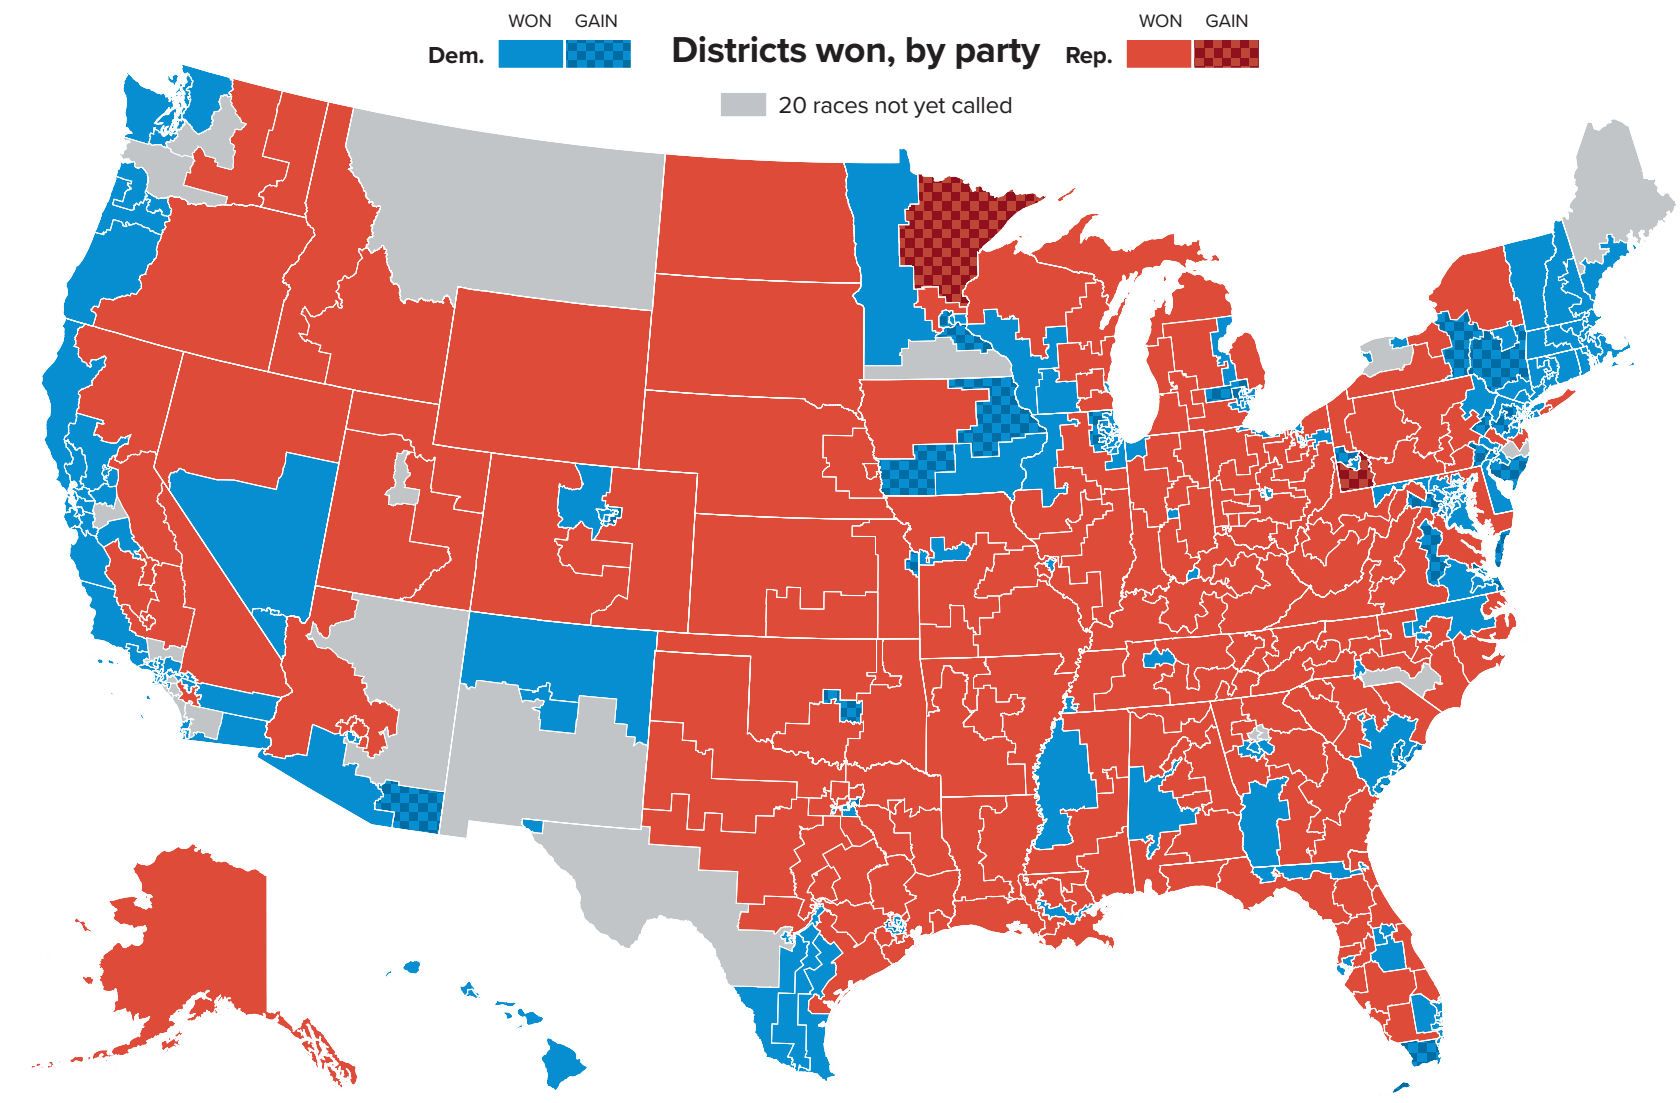 WON GAIN
Dem.
Districts won, by party
WON GAIN
Rep.
20 races not yet called